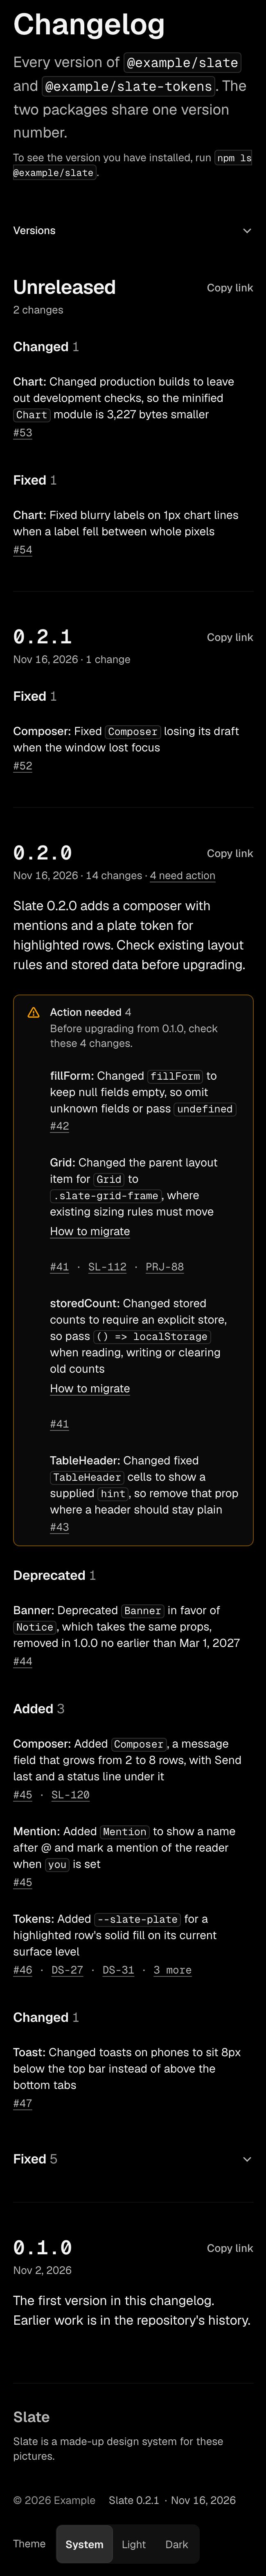 Changelog
Every version of @example/slate
and @example/slate-tokens. The
two packages share one version
number.
To see the version you have installed, run npm ls
@example/slate.
Versions
Unreleased
Copy link
2 changes
Changed 1
Chart: Changed production builds to leave
out development checks, so the minified
Chart module is 3,227 bytes smaller
#53
Fixed 1
Chart: Fixed blurry labels on 1px chart lines
when a label fell between whole pixels
#54
0.2.1
Copy link
Nov 16, 2026 · 1 change
Fixed 1
Composer: Fixed Composer losing its draft
when the window lost focus
#52
0.2.0
Copy link
Nov 16, 2026 · 14 changes · 4 need action
Slate 0.2.0 adds a composer with
mentions and a plate token for
highlighted rows. Check existing layout
rules and stored data before upgrading.
Action needed 4
Before upgrading from 0.1.0, check
these 4 changes.
fillForm: Changed fillForm to
keep null fields empty, so omit
unknown fields or pass undefined
#42
Grid: Changed the parent layout
item for Grid to
.slate-grid-frame, where
existing sizing rules must move
How to migrate
#41 · SL-112 · PRJ-88
storedCount: Changed stored
counts to require an explicit store,
so pass () => localStorage
when reading, writing or clearing
old counts
How to migrate
#41
TableHeader: Changed fixed
TableHeader cells to show a
supplied hint, so remove that prop
where a header should stay plain
#43
Deprecated 1
Banner: Deprecated Banner in favor of
Notice, which takes the same props,
removed in 1.0.0 no earlier than Mar 1, 2027
#44
Added 3
Composer: Added Composer, a message
field that grows from 2 to 8 rows, with Send
last and a status line under it
#45 · SL-120
Mention: Added Mention to show a name
after @ and mark a mention of the reader
when you is set
#45
Tokens: Added --slate-plate for a
highlighted row's solid fill on its current
surface level
#46 · DS-27 · DS-31 · 3 more
Changed 1
Toast: Changed toasts on phones to sit 8px
below the top bar instead of above the
bottom tabs
#47
Fixed 5
0.1.0
Copy link
Nov 2, 2026
The first version in this changelog.
Earlier work is in the repository's history.
Slate
Slate is a made-up design system for these
pictures.
© 2026 Example Slate 0.2.1 · Nov 16, 2026
Theme System Light Dark